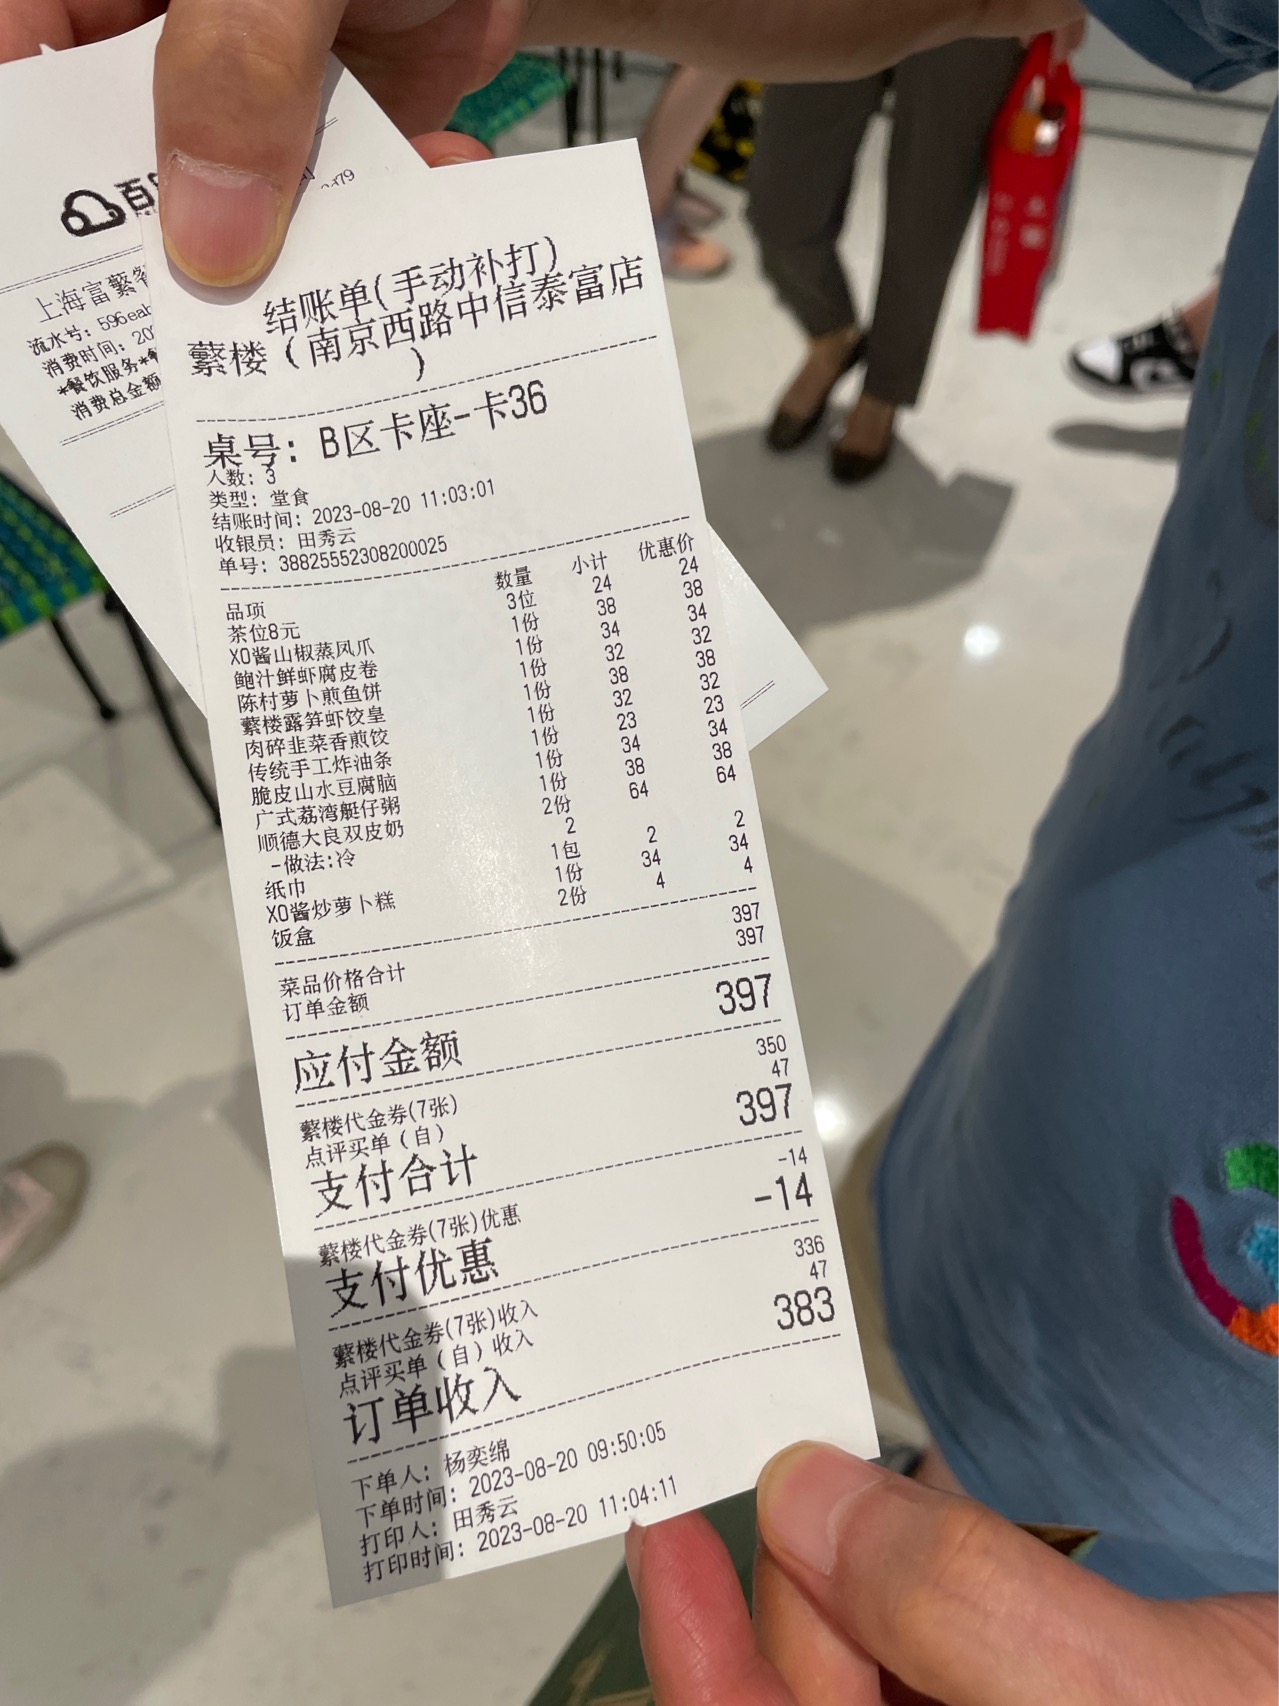 百
上海富蘩餐
流水号: 596eab
消费时间: 20
*餐饮服务*餐
消费总金额
结账单(手动补打)
蘩楼（南京西路中信泰富店
）
桌号: B区卡座-卡36
人数: 3
类型: 堂食
结账时间: 2023-08-20 11:03:01
收银员: 田秀云
单号: 38825552308200025
品项 数量 小计 优惠价
茶位8元 3位 24 24
XO酱山椒蒸凤爪 1份 38 38
鲍汁鲜虾腐皮卷 1份 34 34
陈村萝卜煎鱼饼 1份 32 32
蘩楼露笋虾饺皇 1份 38 38
肉碎韭菜香煎饺 1份 32 32
传统手工炸油条 1份 23 23
脆皮山水豆腐脑 1份 34 34
广式荔湾艇仔粥 1份 38 38
顺德大良双皮奶 2份 64 64
-做法:冷 2
纸巾 1包 2 2
XO酱炒萝卜糕 1份 34 34
饭盒 2份 4 4
菜品价格合计 397
订单金额 397
应付金额 397
蘩楼代金券(7张) 350
点评买单（自） 47
支付合计 397
蘩楼代金券(7张)优惠 -14
支付优惠 -14
蘩楼代金券(7张)收入 336
点评买单（自）收入 47
订单收入 383
下单人: 杨奕绵
下单时间: 2023-08-20 09:50:05
打印人: 田秀云
打印时间: 2023-08-20 11:04:11